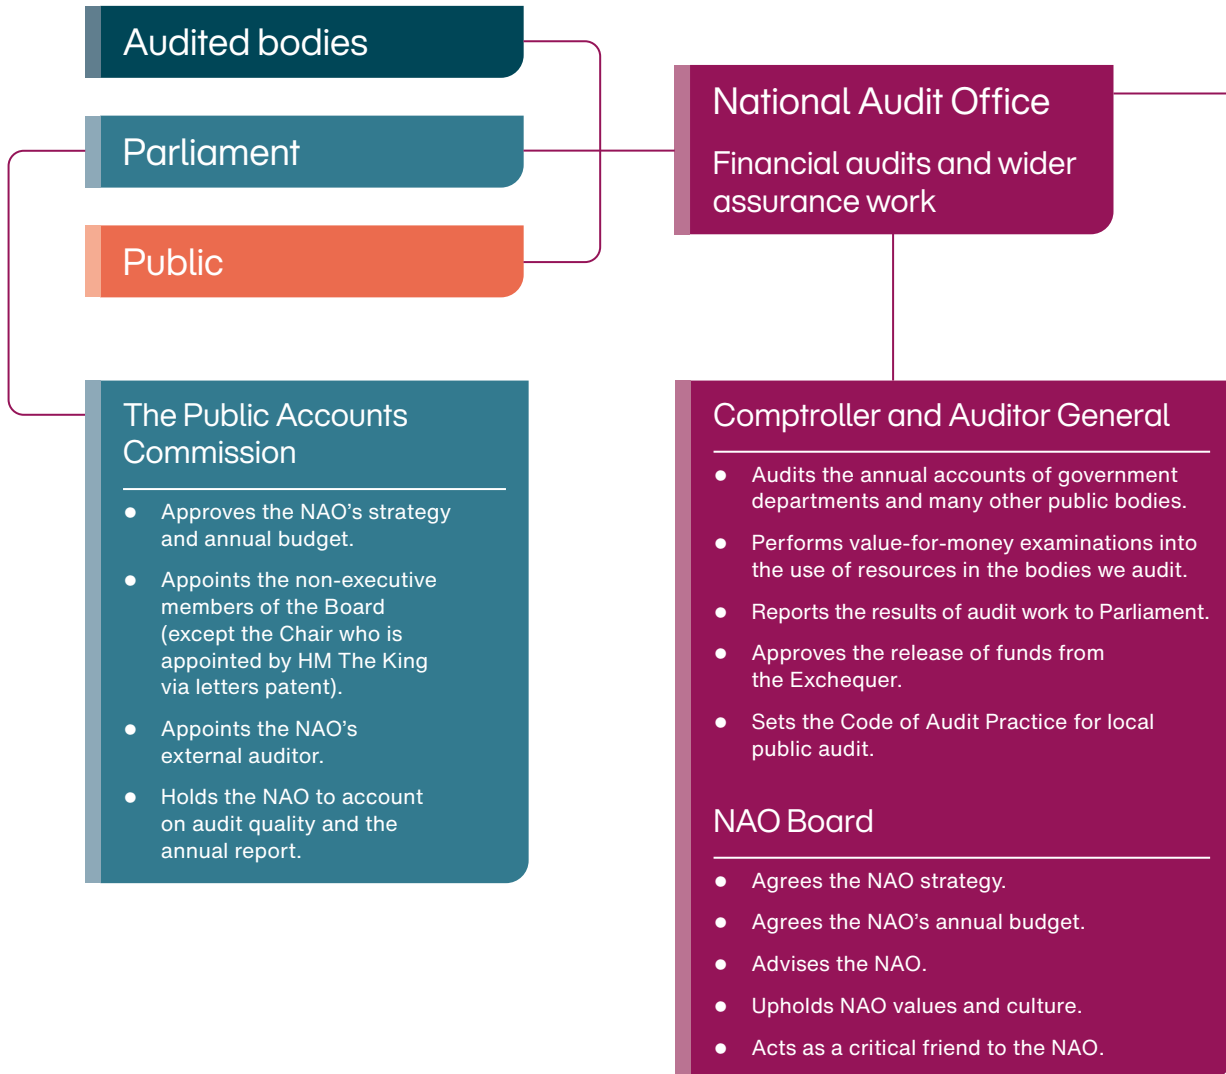 Audited bodies
Parliament
Public
National Audit Office
Financial audits and wider
assurance work
The Public Accounts
Commission
● Approves the NAO’s strategy
and annual budget.
● Appoints the non-executive
members of the Board
(except the Chair who is
appointed by HM The King
via letters patent).
● Appoints the NAO’s
external auditor.
● Holds the NAO to account
on audit quality and the
annual report.
Comptroller and Auditor General
● Audits the annual accounts of government
departments and many other public bodies.
● Performs value-for-money examinations into
the use of resources in the bodies we audit.
● Reports the results of audit work to Parliament.
● Approves the release of funds from
the Exchequer.
● Sets the Code of Audit Practice for local
public audit.
NAO Board
● Agrees the NAO strategy.
● Agrees the NAO’s annual budget.
● Advises the NAO.
● Upholds NAO values and culture.
● Acts as a critical friend to the NAO.